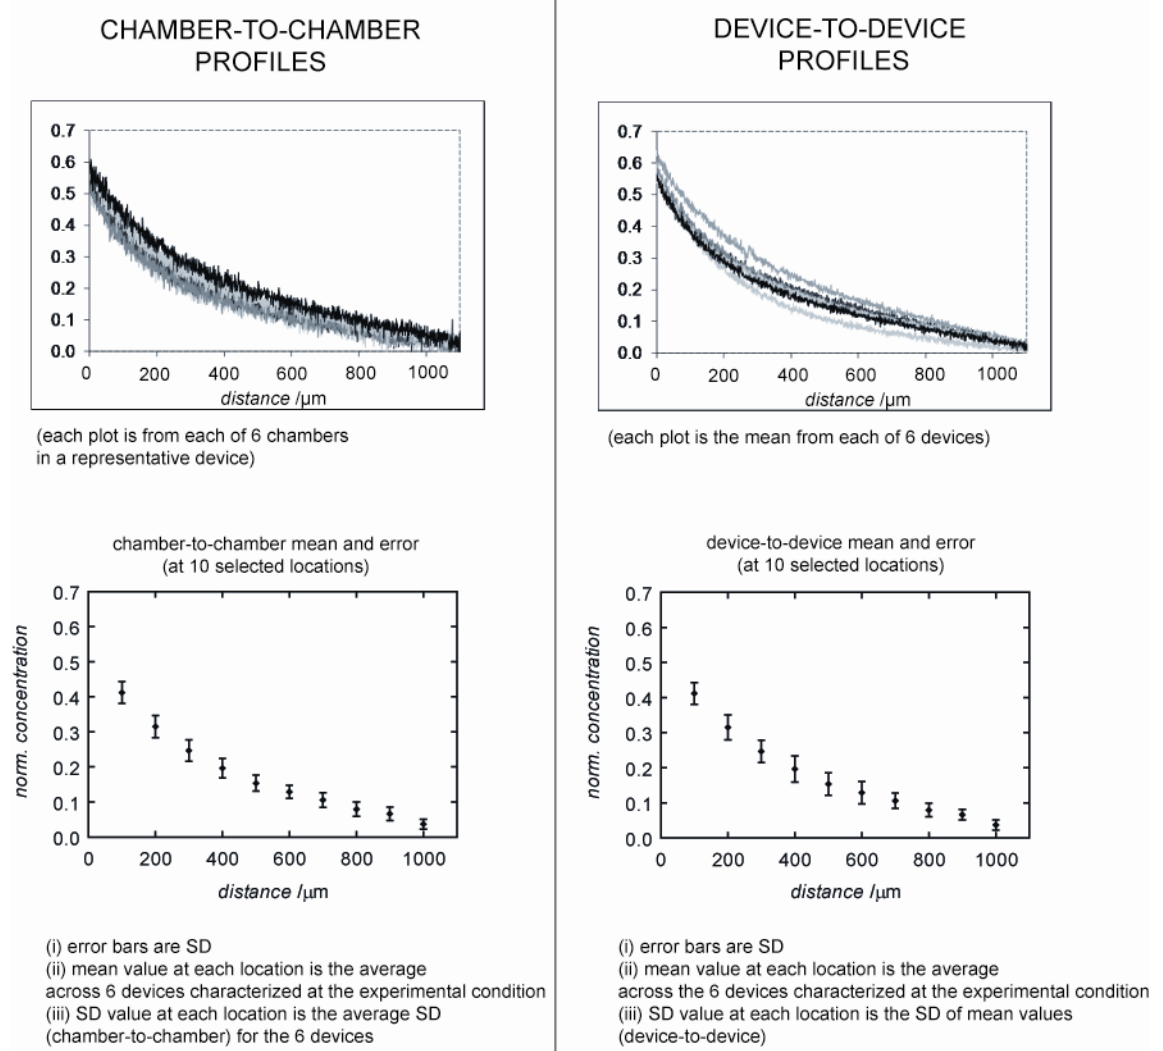 CHAMBER-TO-CHAMBER
PROFILES
0.7
0.6
0.5
0.4
0.3
0.2
0.1
0.0
0 200 400 600 800 1000
distance /µm
(each plot is from each of 6 chambers
in a representative device)
chamber-to-chamber mean and error
(at 10 selected locations)
norm. concentration
0.7
0.6
0.5
0.4
0.3
0.2
0.1
0.0
0 200 400 600 800 1000
distance /µm
(i) error bars are SD
(ii) mean value at each location is the average
across 6 devices characterized at the experimental condition
(iii) SD value at each location is the average SD
(chamber-to-chamber) for the 6 devices
DEVICE-TO-DEVICE
PROFILES
0.7
0.6
0.5
0.4
0.3
0.2
0.1
0.0
0 200 400 600 800 1000
distance /µm
(each plot is the mean from each of 6 devices)
device-to-device mean and error
(at 10 selected locations)
norm. concentration
0.7
0.6
0.5
0.4
0.3
0.2
0.1
0.0
0 200 400 600 800 1000
distance /µm
(i) error bars are SD
(ii) mean value at each location is the average
across the 6 devices characterized at the experimental condition
(iii) SD value at each location is the SD of mean values
(device-to-device)